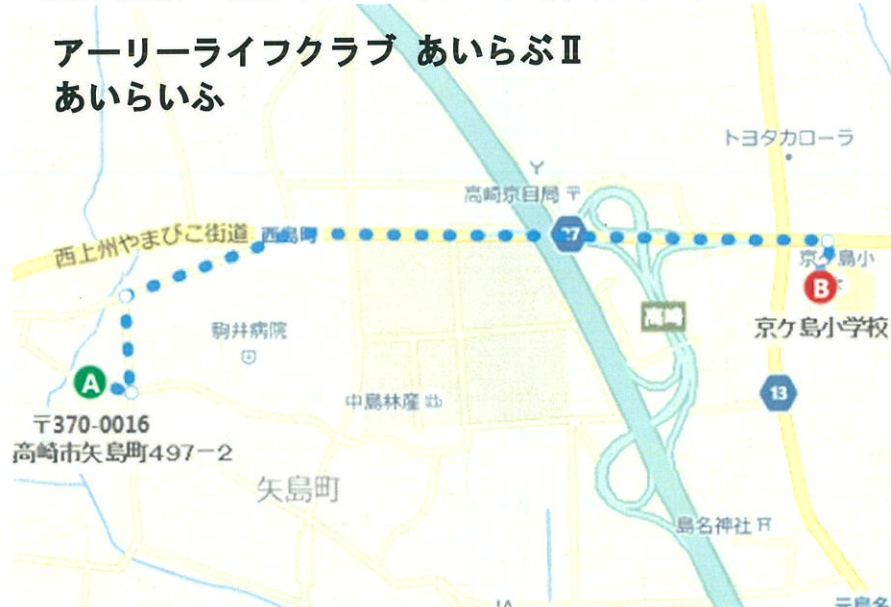 アーリーライフクラブ あいらぶⅡ
あいらいふ
トヨタカローラ
高崎京目局 〒
西上州やまびこ街道
西島町
27
京ケ島小
B
高崎
京ケ島小学校
駒井病院
A
13
中島林産
〒370-0016
高崎市矢島町497-2
矢島町
島名神社
JA